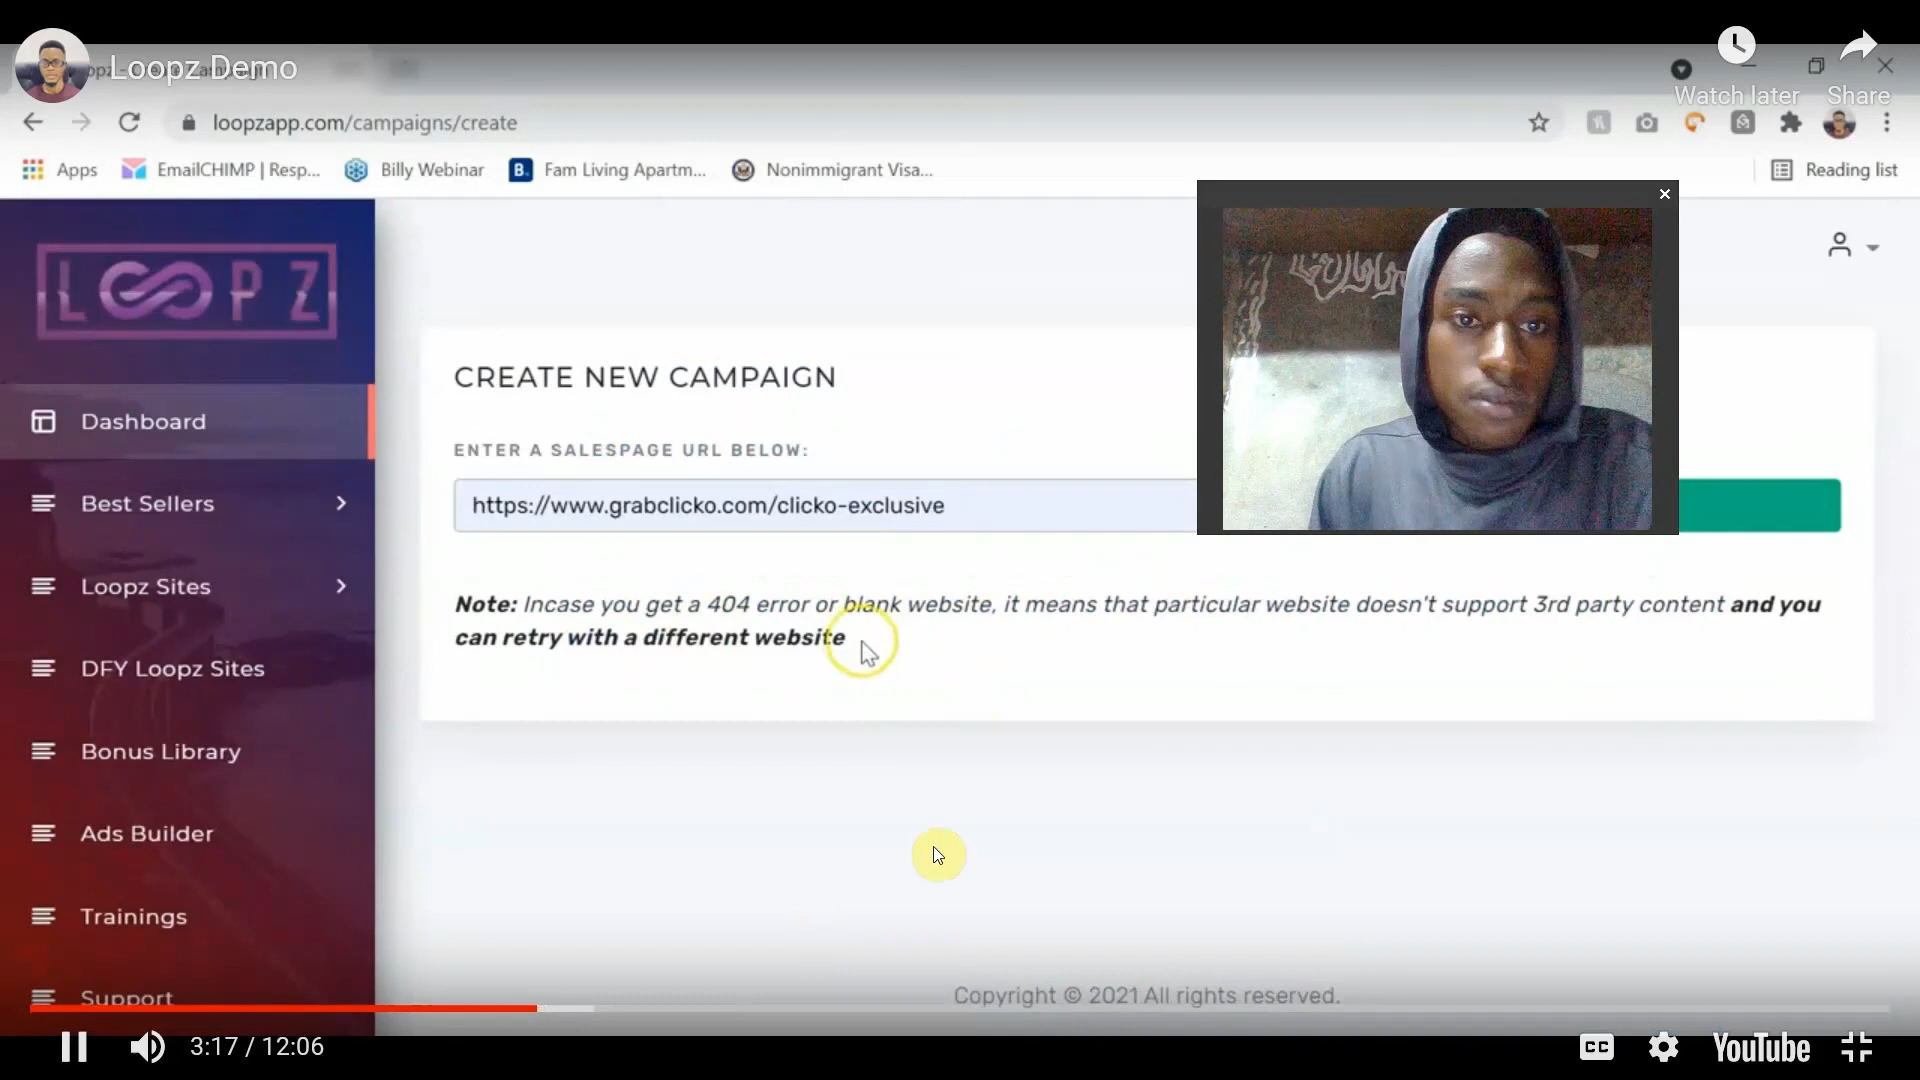 Loopz Demo
Watch later
Share
loopzapp.com/campaigns/create
Apps
EmailCHIMP | Resp...
Billy Webinar
B.
Fam Living Apartm...
Nonimmigrant Visa...
Reading list
LOOPZ
Dashboard
Best Sellers
Loopz Sites
DFY Loopz Sites
Bonus Library
Ads Builder
Trainings
Support
CREATE NEW CAMPAIGN
ENTER A SALESPAGE URL BELOW:
https://www.grabclicko.com/clicko-exclusive
Note: Incase you get a 404 error or blank website, it means that particular website doesn't support 3rd party content and you
can retry with a different website
Copyright © 2021 All rights reserved.
3:17 / 12:06
CC
YouTube